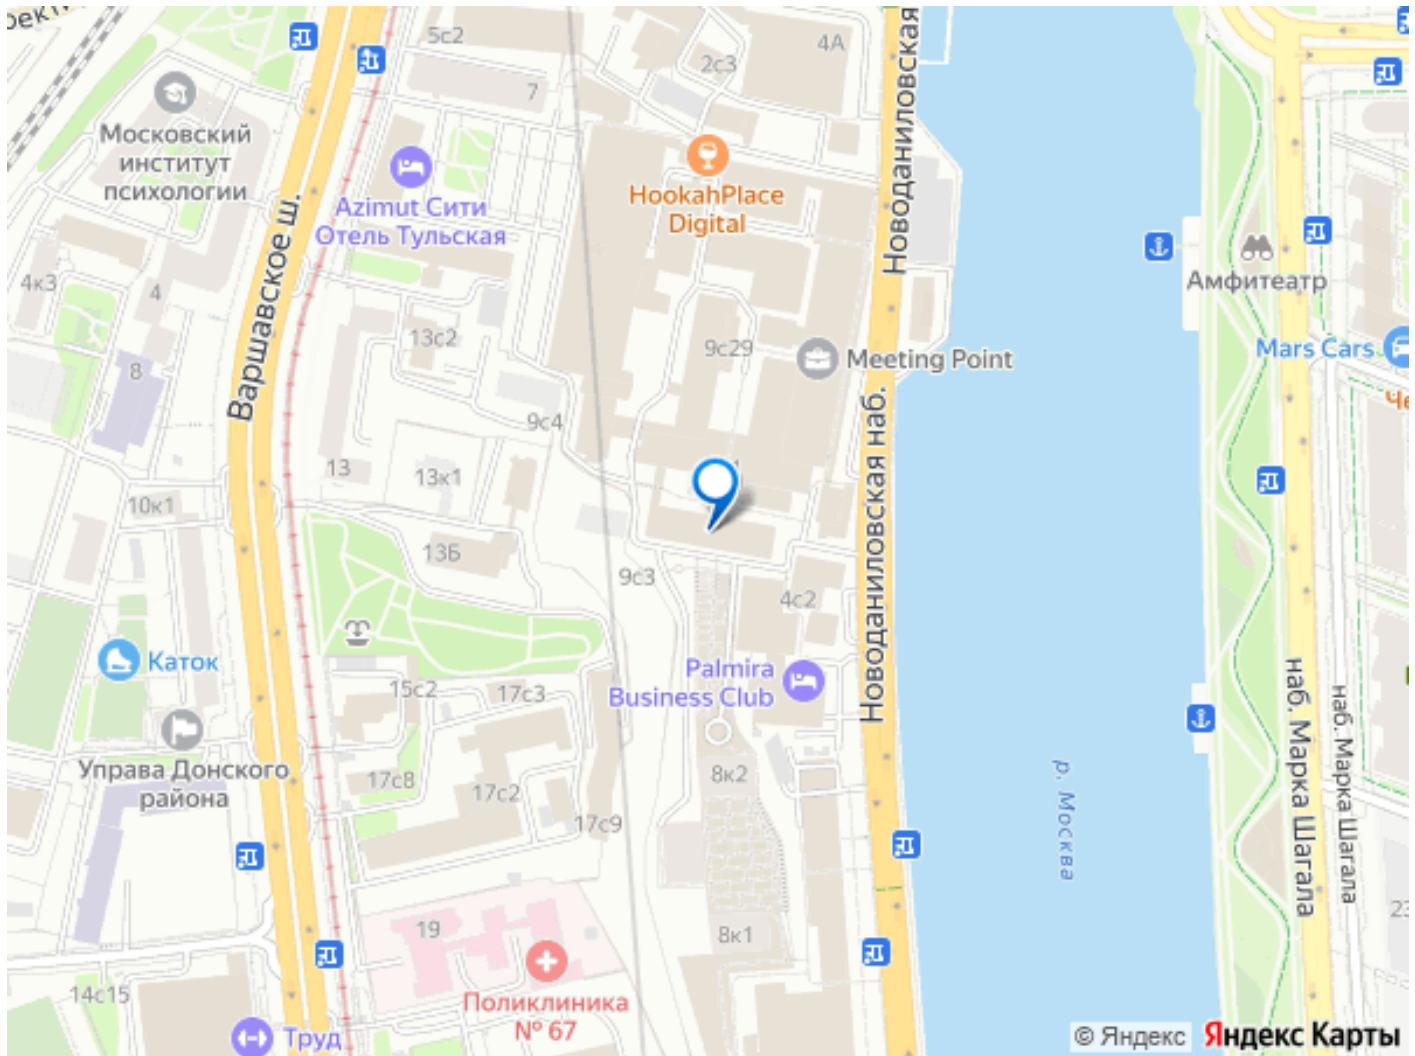 5с2
4А
2с3
7
Московский
институт
психологии
HookahPlace
Digital
Azimut Сити
Отель Тульская
Новоданиловская
Амфитеатр
4к3
4
Варшавское ш.
13с2
9с29
Meeting Point
Mars Cars
8
Че
9с4
Новоданиловская наб.
13
13к1
10к1
13Б
9с3
4с2
Каток
Palmira
Business Club
15с2
17с3
наб. Марка Шагала
наб. Марка Шагала
Управа Донского
района
17с8
17с2
8к2
р. Москва
17с9
19
8к1
23
14с15
Поликлиника
№ 67
Труд
© Яндекс
Яндекс Карты